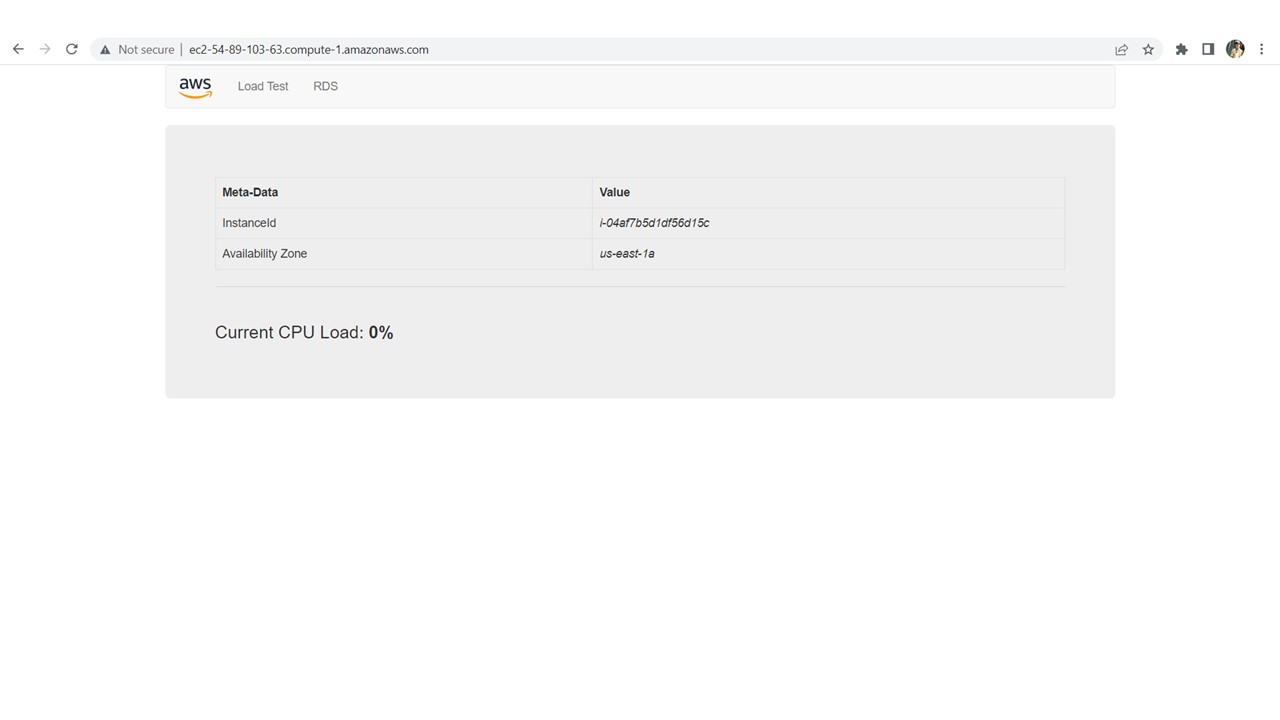 Not secure | ec2-54-89-103-63.compute-1.amazonaws.com
aws Load Test RDS
Meta-Data Value
InstanceId i-04af7b5d1df56d15c
Availability Zone us-east-1a
Current CPU Load: 0%